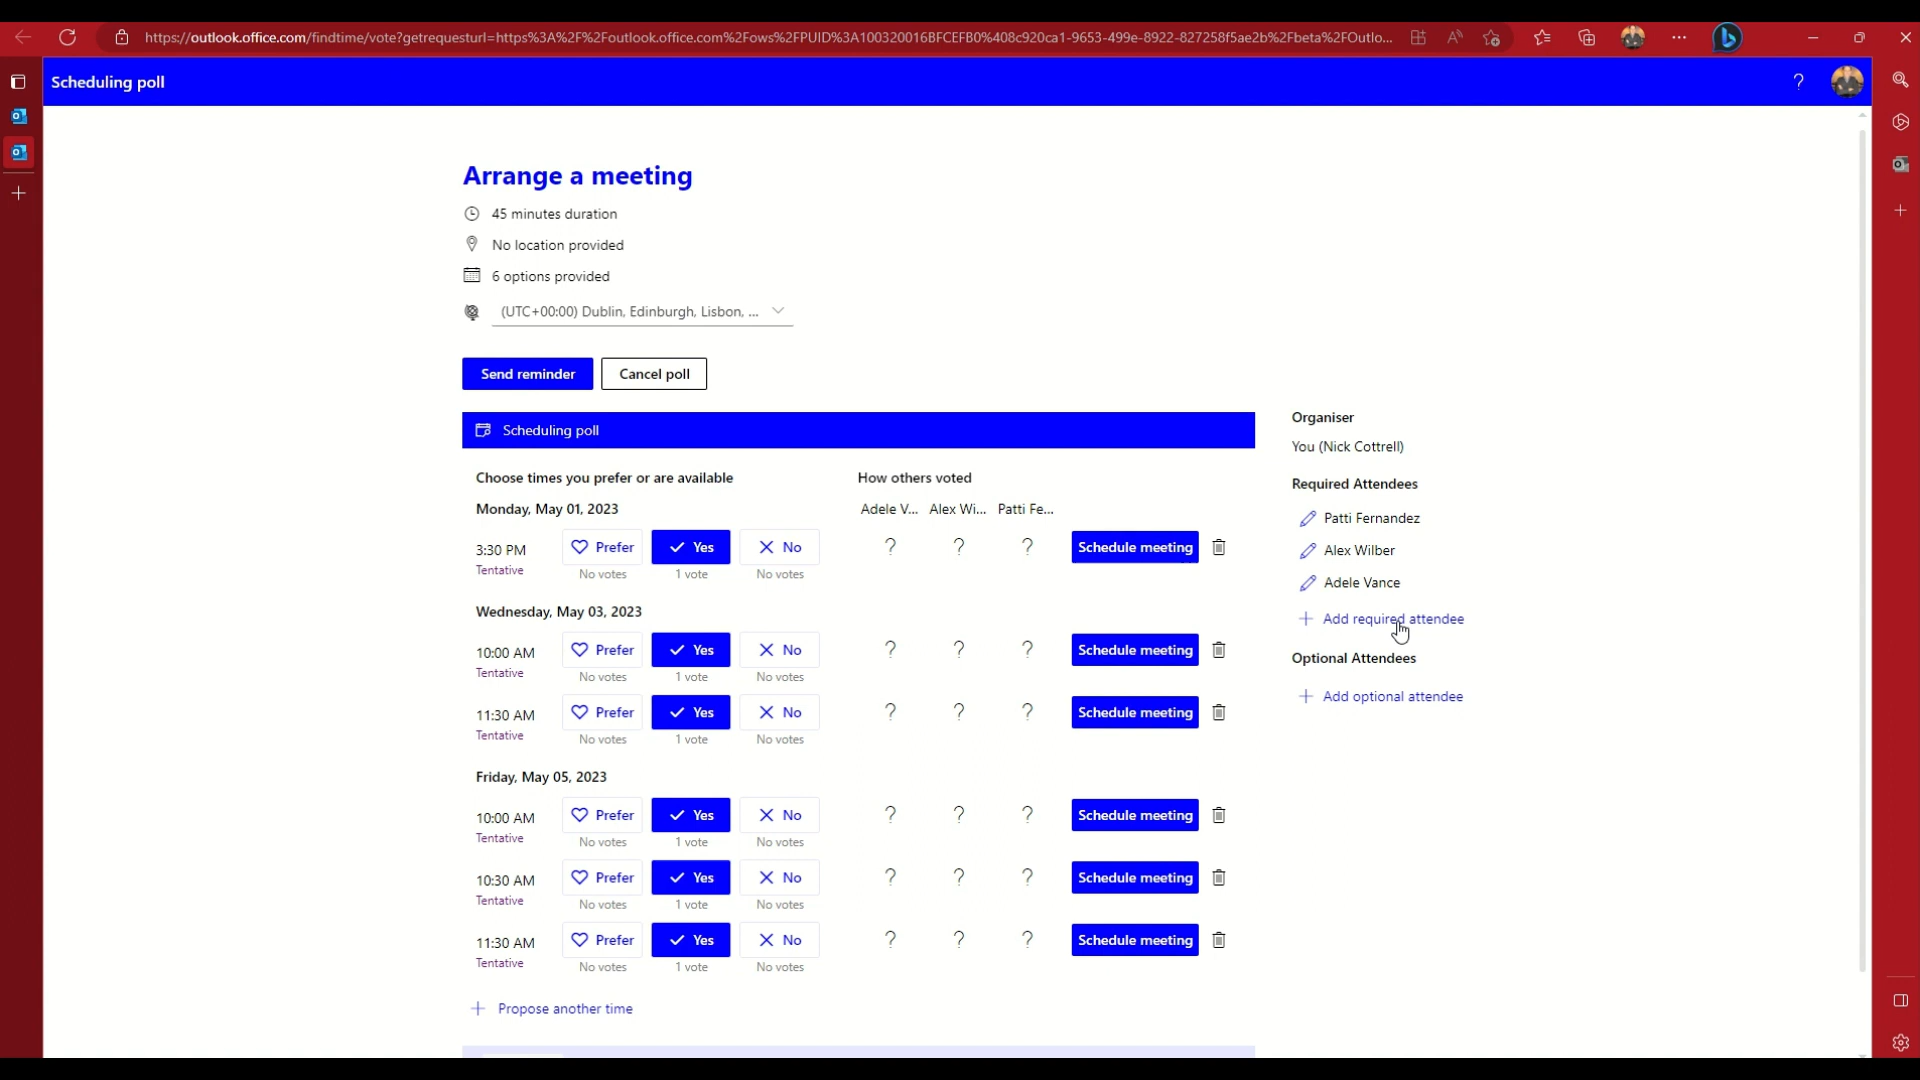 https://outlook.office.com/findtime/vote?getrequesturl=https%3A%2F%2Foutlook.office.com%2Fows%2FPUID%3A100320016BFCEFB0%408c920ca1-9653-499e-8922-827258f5ae2b%2Fbeta%2FOutlo...
Scheduling poll
?
Arrange a meeting
45 minutes duration
No location provided
6 options provided
(UTC+00:00) Dublin, Edinburgh, Lisbon, ...
Send reminder Cancel poll
Scheduling poll
Choose times you prefer or are available How others voted
Monday, May 01, 2023 Adele V... Alex Wi... Patti Fe...
3:30 PM Prefer Yes No ? ? ? Schedule meeting
Tentative No votes 1 vote No votes
Wednesday, May 03, 2023
10:00 AM Prefer Yes No ? ? ? Schedule meeting
Tentative No votes 1 vote No votes
11:30 AM Prefer Yes No ? ? ? Schedule meeting
Tentative No votes 1 vote No votes
Friday, May 05, 2023
10:00 AM Prefer Yes No ? ? ? Schedule meeting
Tentative No votes 1 vote No votes
10:30 AM Prefer Yes No ? ? ? Schedule meeting
Tentative No votes 1 vote No votes
11:30 AM Prefer Yes No ? ? ? Schedule meeting
Tentative No votes 1 vote No votes
Propose another time
Organiser
You (Nick Cottrell)
Required Attendees
Patti Fernandez
Alex Wilber
Adele Vance
Add required attendee
Optional Attendees
Add optional attendee